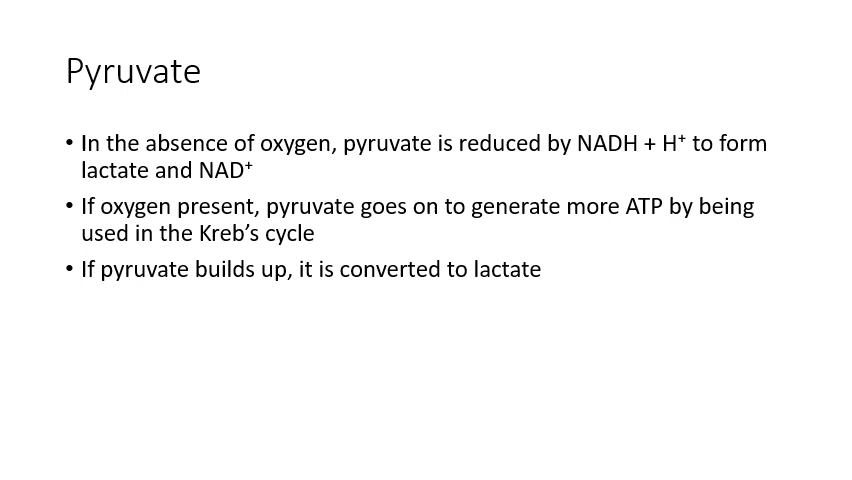 Pyruvate
• In the absence of oxygen, pyruvate is reduced by NADH + H⁺ to form
lactate and NAD⁺
• If oxygen present, pyruvate goes on to generate more ATP by being
used in the Kreb’s cycle
• If pyruvate builds up, it is converted to lactate